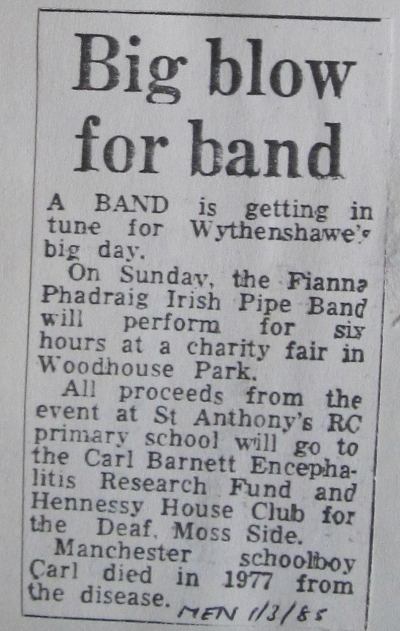 Big blow
for band
A BAND is getting in
tune for Wythenshawe's
big day.
On Sunday, the Fianna
Phadraig Irish Pipe Band
will perform for six
hours at a charity fair in
Woodhouse Park.
All proceeds from the
event at St Anthony's RC
primary school will go to
the Carl Barnett Encepha-
litis Research Fund and
Hennessy House Club for
the Deaf, Moss Side.
Manchester schoolboy
Carl died in 1977 from
the disease.
MEN 1/3/85